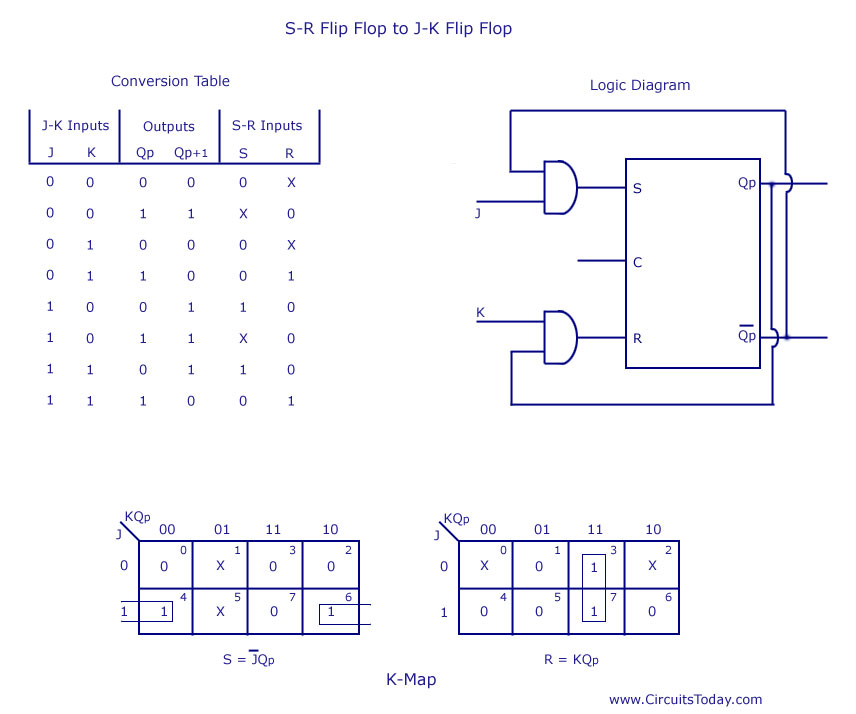 S-R Flip Flop to J-K Flip Flop
Conversion Table
J-K Inputs Outputs S-R Inputs
J K Qp Qp+1 S R
0 0 0 0 0 X
0 0 1 1 X 0
0 1 0 0 0 X
0 1 1 0 0 1
1 0 0 1 1 0
1 0 1 1 X 0
1 1 0 1 1 0
1 1 1 0 0 1
Logic Diagram
J
K
S
C
R
Qp
Q̅p
KQp
J
00 01 11 10
0 1 3 2
0 0 X 0 0
4 5 7 6
1 1 X 0 1
S = J̅Qp
KQp
J
00 01 11 10
0 1 3 2
0 X 0 1 X
4 5 7 6
1 0 0 1 0
R = KQp
K-Map
www.CircuitsToday.com